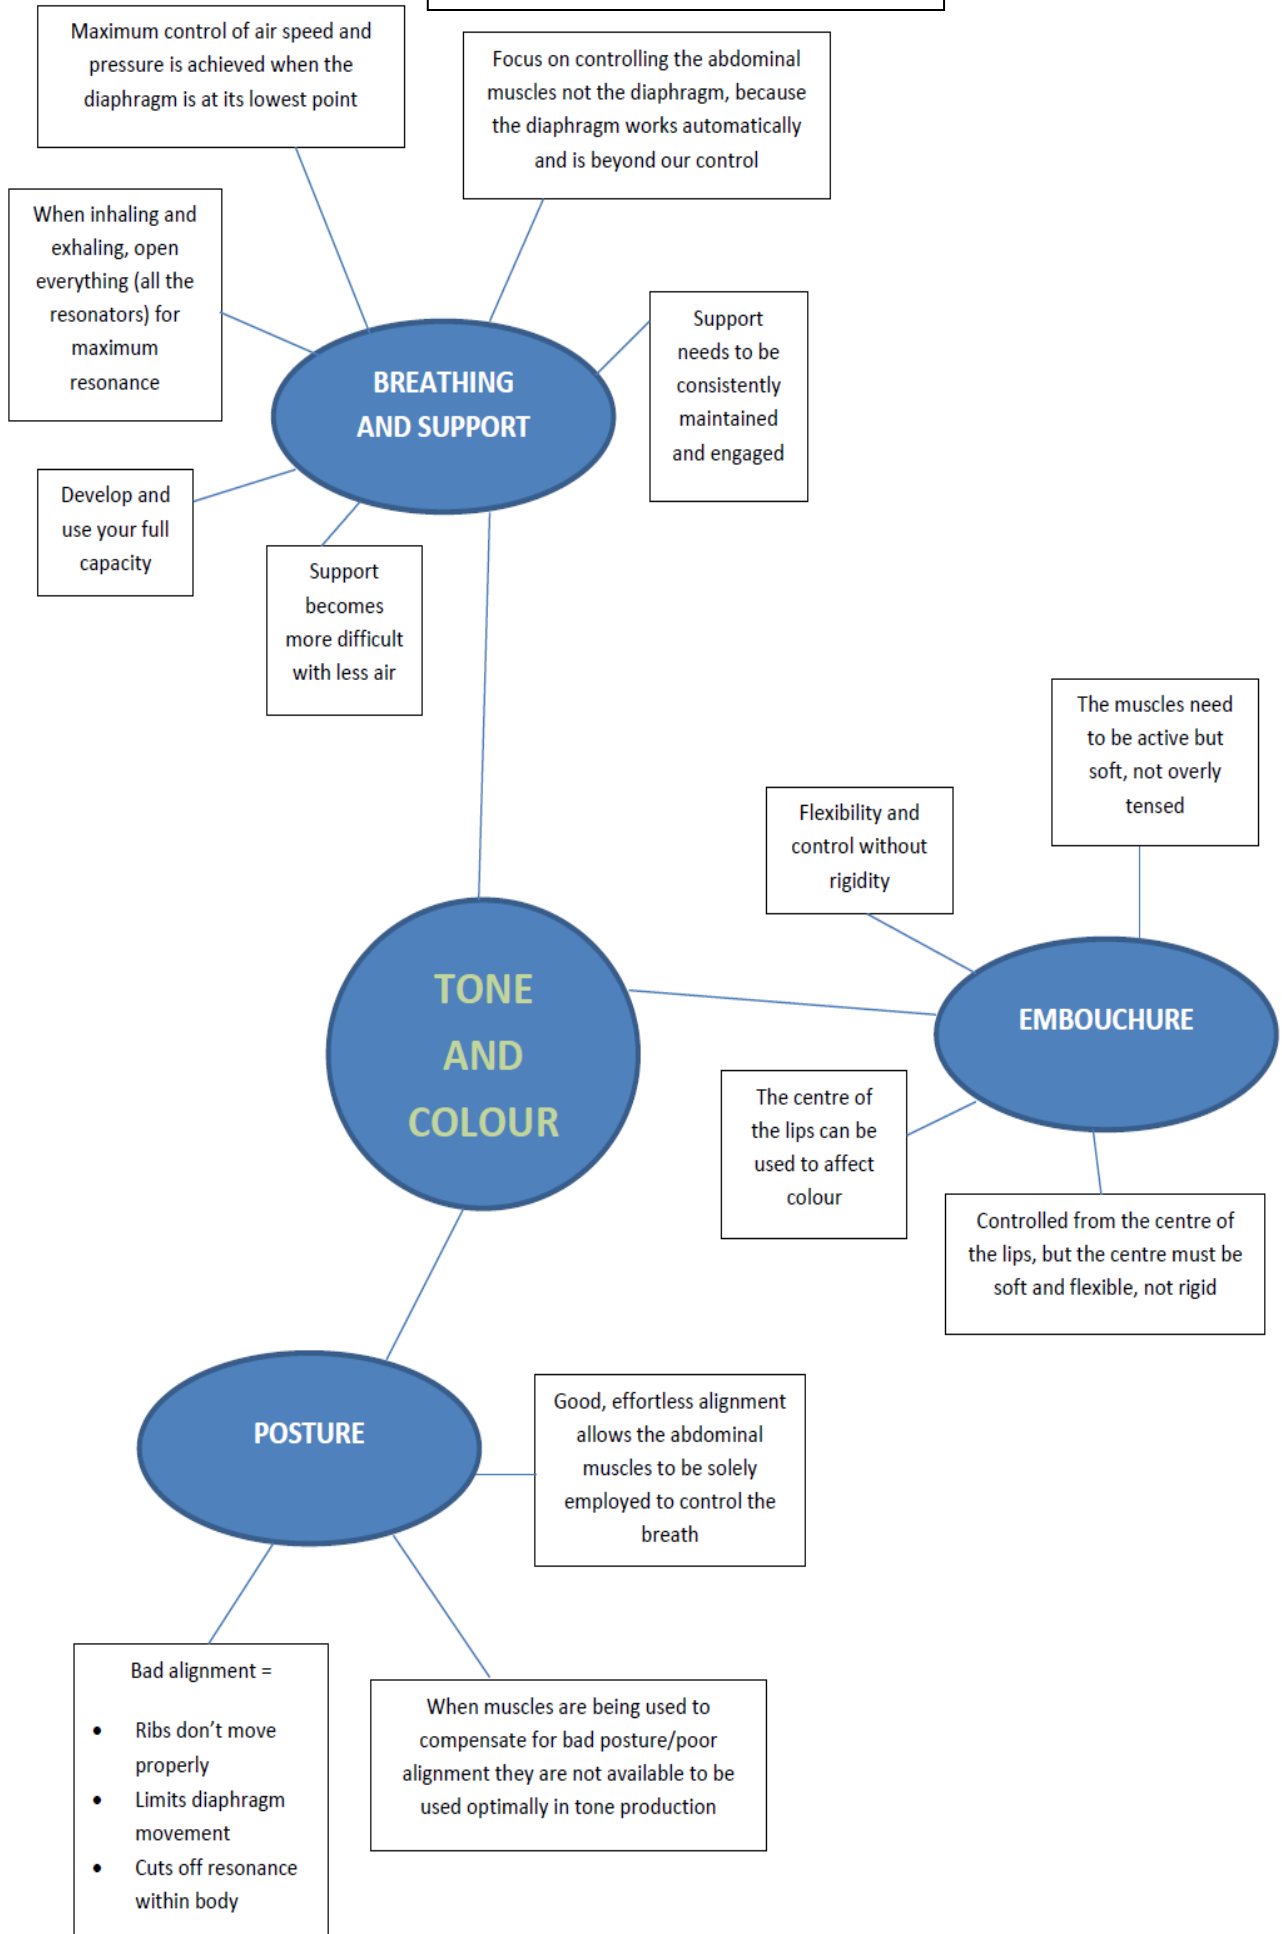 Maximum control of air speed and
pressure is achieved when the
diaphragm is at its lowest point
Focus on controlling the abdominal
muscles not the diaphragm, because
the diaphragm works automatically
and is beyond our control
When inhaling and
exhaling, open
everything (all the
resonators) for
maximum
resonance
Support
needs to be
consistently
maintained
and engaged
BREATHING
AND SUPPORT
Develop and
use your full
capacity
Support
becomes
more difficult
with less air
The muscles need
to be active but
soft, not overly
tensed
Flexibility and
control without
rigidity
TONE
AND
COLOUR
EMBOUCHURE
The centre of
the lips can be
used to affect
colour
Controlled from the centre of
the lips, but the centre must be
soft and flexible, not rigid
POSTURE
Good, effortless alignment
allows the abdominal
muscles to be solely
employed to control the
breath
Bad alignment =
• Ribs don’t move
properly
• Limits diaphragm
movement
• Cuts off resonance
within body
When muscles are being used to
compensate for bad posture/poor
alignment they are not available to be
used optimally in tone production